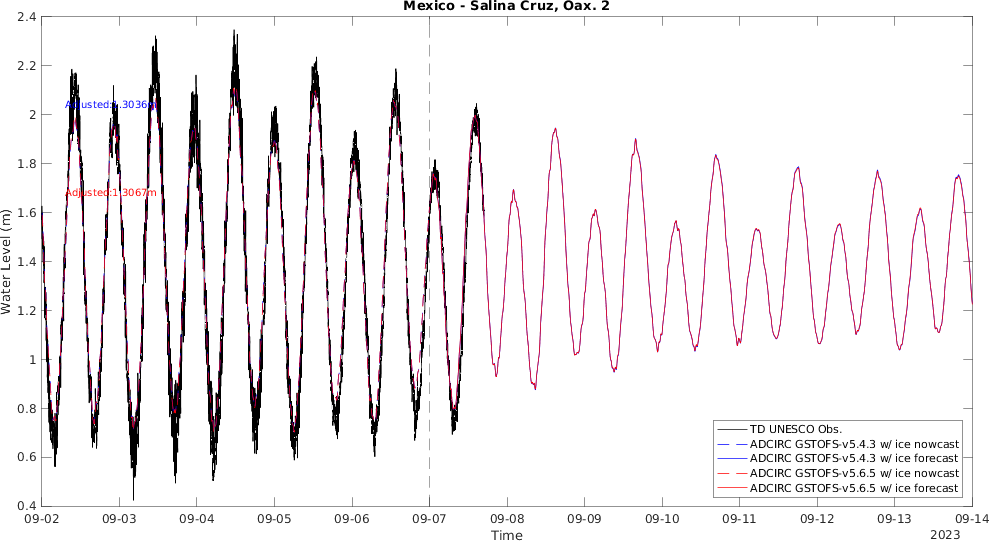 Mexico - Salina Cruz, Oax. 2
2.4
2.2
2
1.8
1.6
1.4
1.2
1
0.8
0.6
0.4
Water Level (m)
Adjusted:1.3036m
Adjusted:1.3067m
TD UNESCO Obs.
ADCIRC GSTOFS-v5.4.3 w/ ice nowcast
ADCIRC GSTOFS-v5.4.3 w/ ice forecast
ADCIRC GSTOFS-v5.6.5 w/ ice nowcast
ADCIRC GSTOFS-v5.6.5 w/ ice forecast
09-02 09-03 09-04 09-05 09-06 09-07 09-08 09-09 09-10 09-11 09-12 09-13 09-14
Time
2023